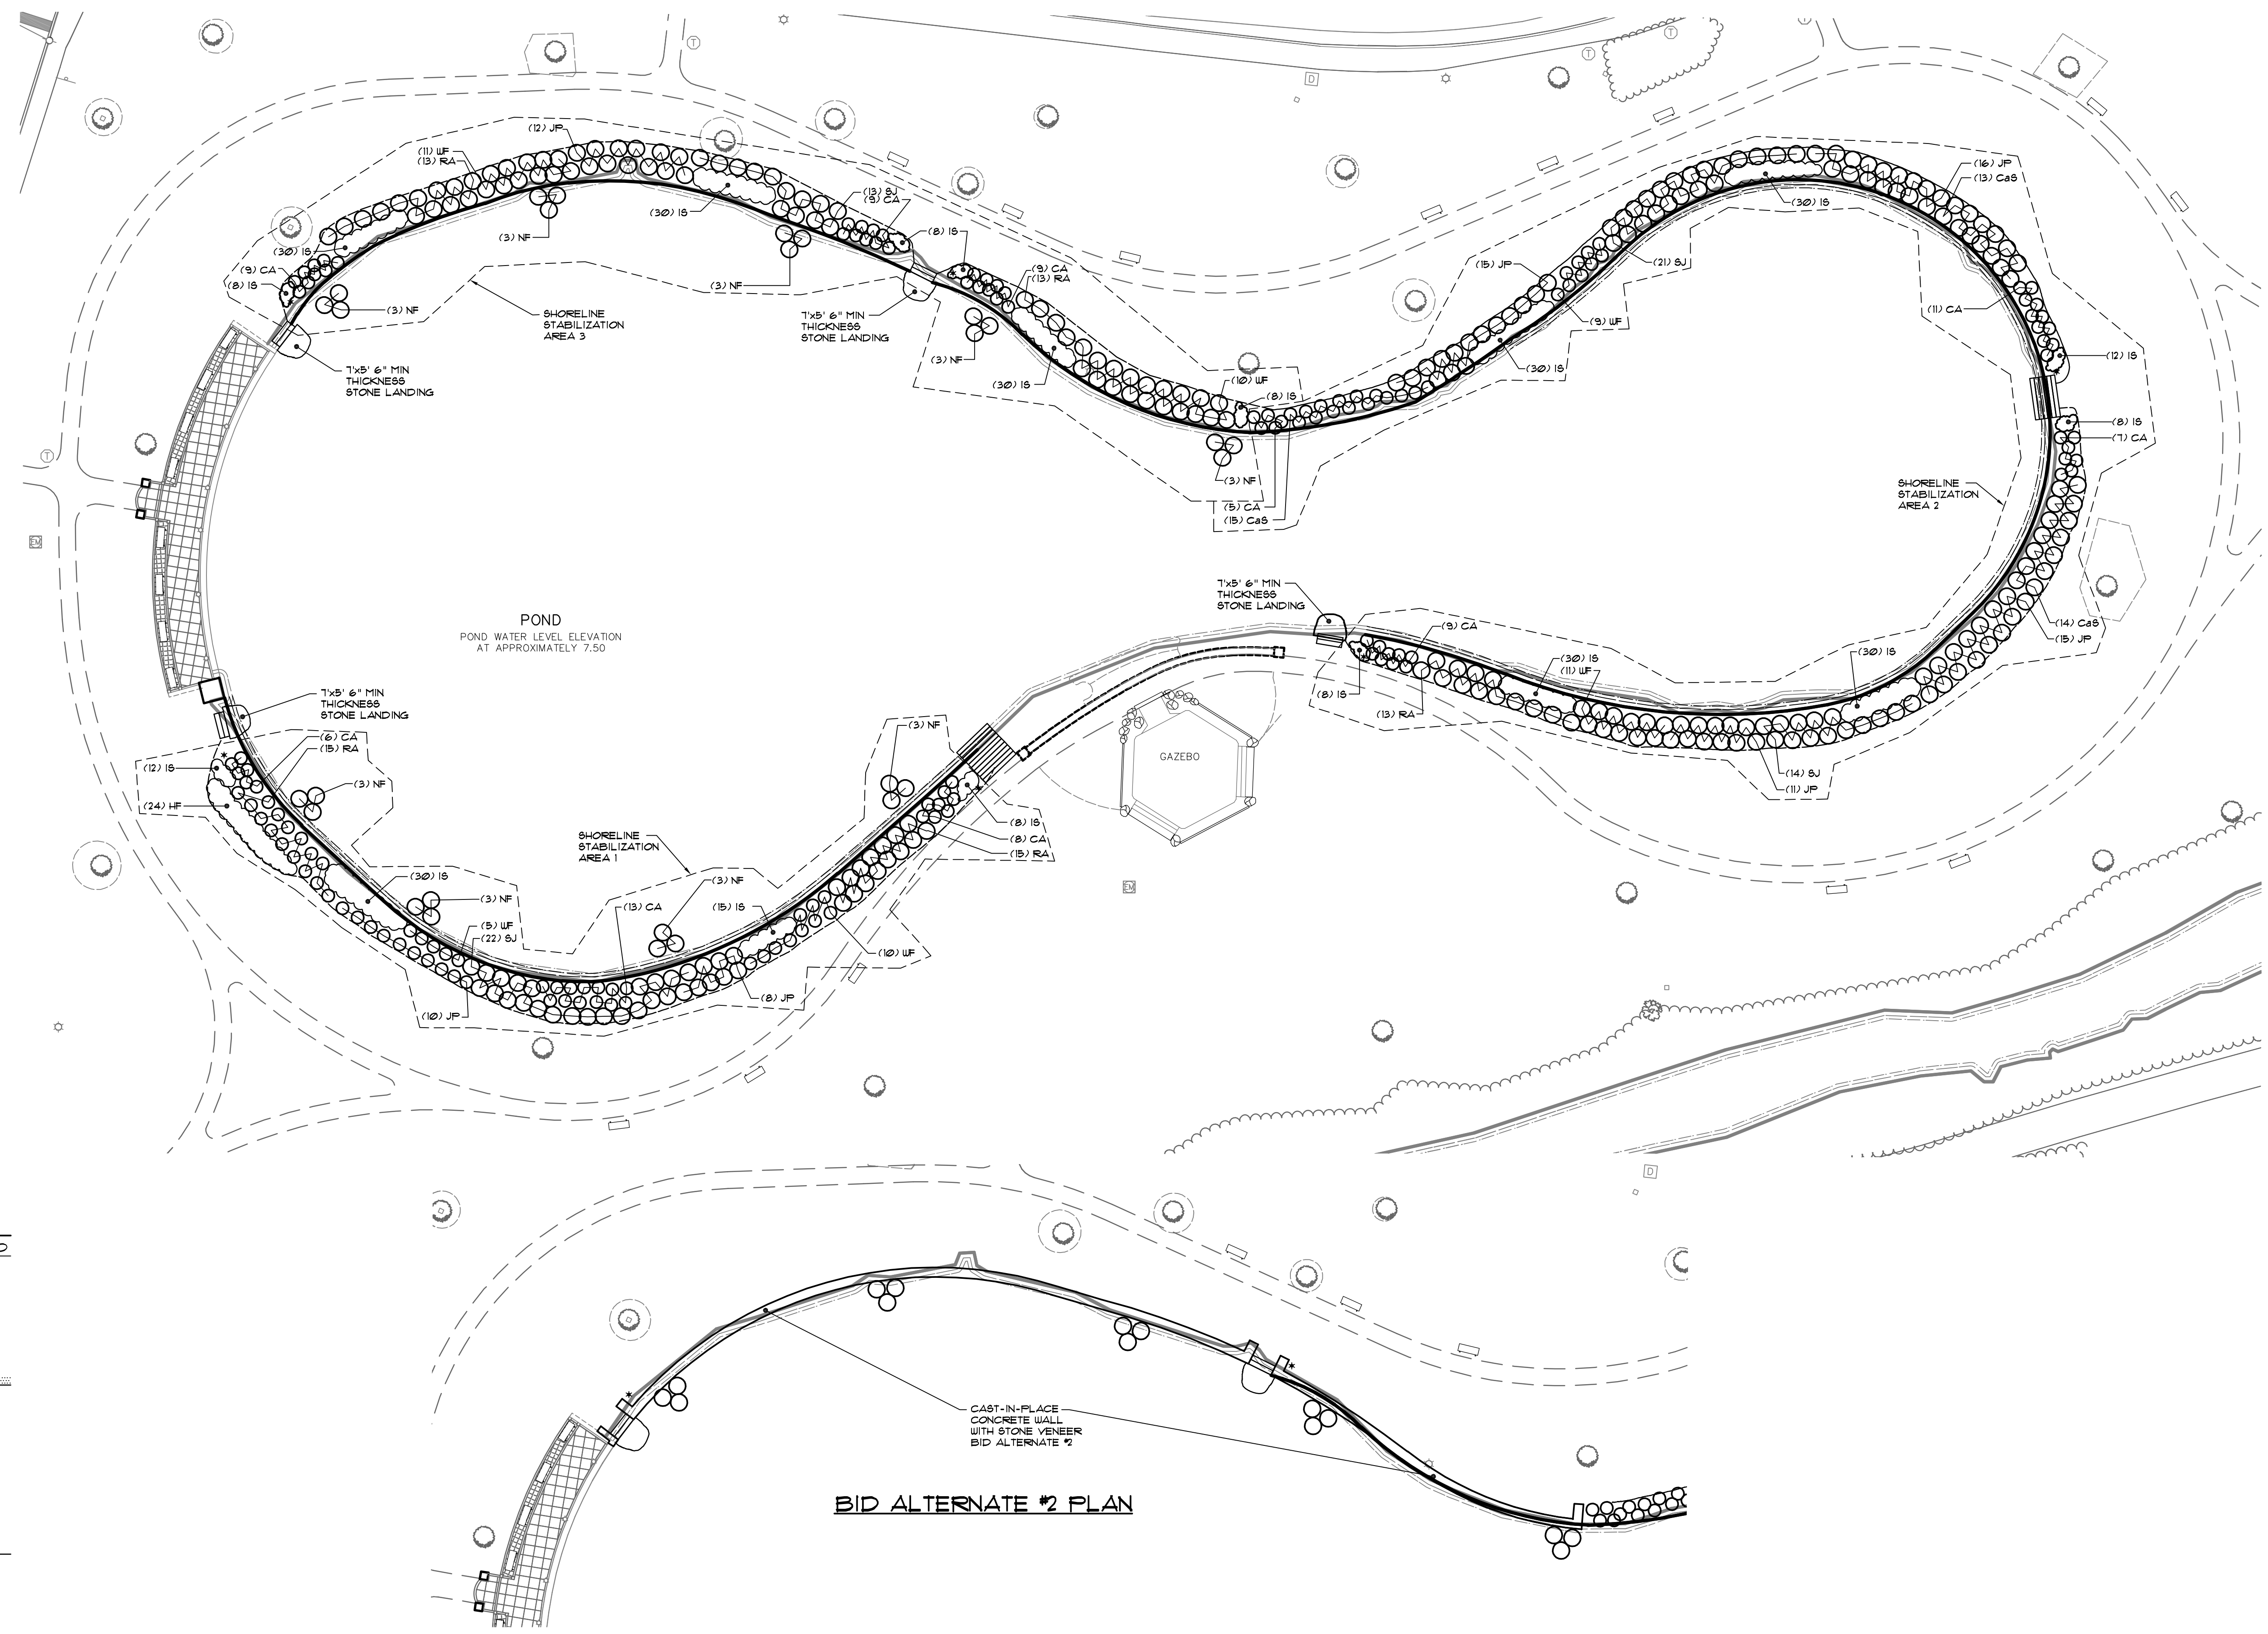 T
T
T
T
D
(12) JP
(11) WF
(13) RA
(16) JP
(13) CaS
(13) SJ
(9) CA
(30) IS
(30) IS
(3) NF
(8) IS
(30) IS
(9) CA
(8) IS
(9) CA
(13) RA
(15) JP
(21) SJ
(3) NF
(3) NF
SHORELINE
STABILIZATION
AREA 3
7'x5' 6" MIN
THICKNESS
STONE LANDING
(11) CA
(9) WF
(3) NF
(12) IS
7'x5' 6" MIN
THICKNESS
STONE LANDING
(30) IS
(10) WF
(30) IS
(8) IS
(8) IS
(7) CA
T
(3) NF
(5) CA
(15) CaS
SHORELINE
STABILIZATION
AREA 2
EM
7'x5' 6" MIN
THICKNESS
STONE LANDING
POND
POND WATER LEVEL ELEVATION
AT APPROXIMATELY 7.50
(9) CA
(14) CaS
(15) JP
(30) IS
(30) IS
(11) WF
(8) IS
(13) RA
7'x5' 6" MIN
THICKNESS
STONE LANDING
(3) NF
(6) CA
(15) RA
GAZEBO
(12) IS
(14) SJ
(3) NF
(11) JP
(24) HF
(8) IS
(8) CA
(15) RA
SHORELINE
STABILIZATION
AREA 1
(30) IS
(3) NF
EM
(3) NF
(13) CA
(15) IS
(5) WF
(22) SJ
(10) WF
(8) JP
(10) JP
D
CAST-IN-PLACE
CONCRETE WALL
WITH STONE VENEER
BID ALTERNATE #2
BID ALTERNATE #2 PLAN